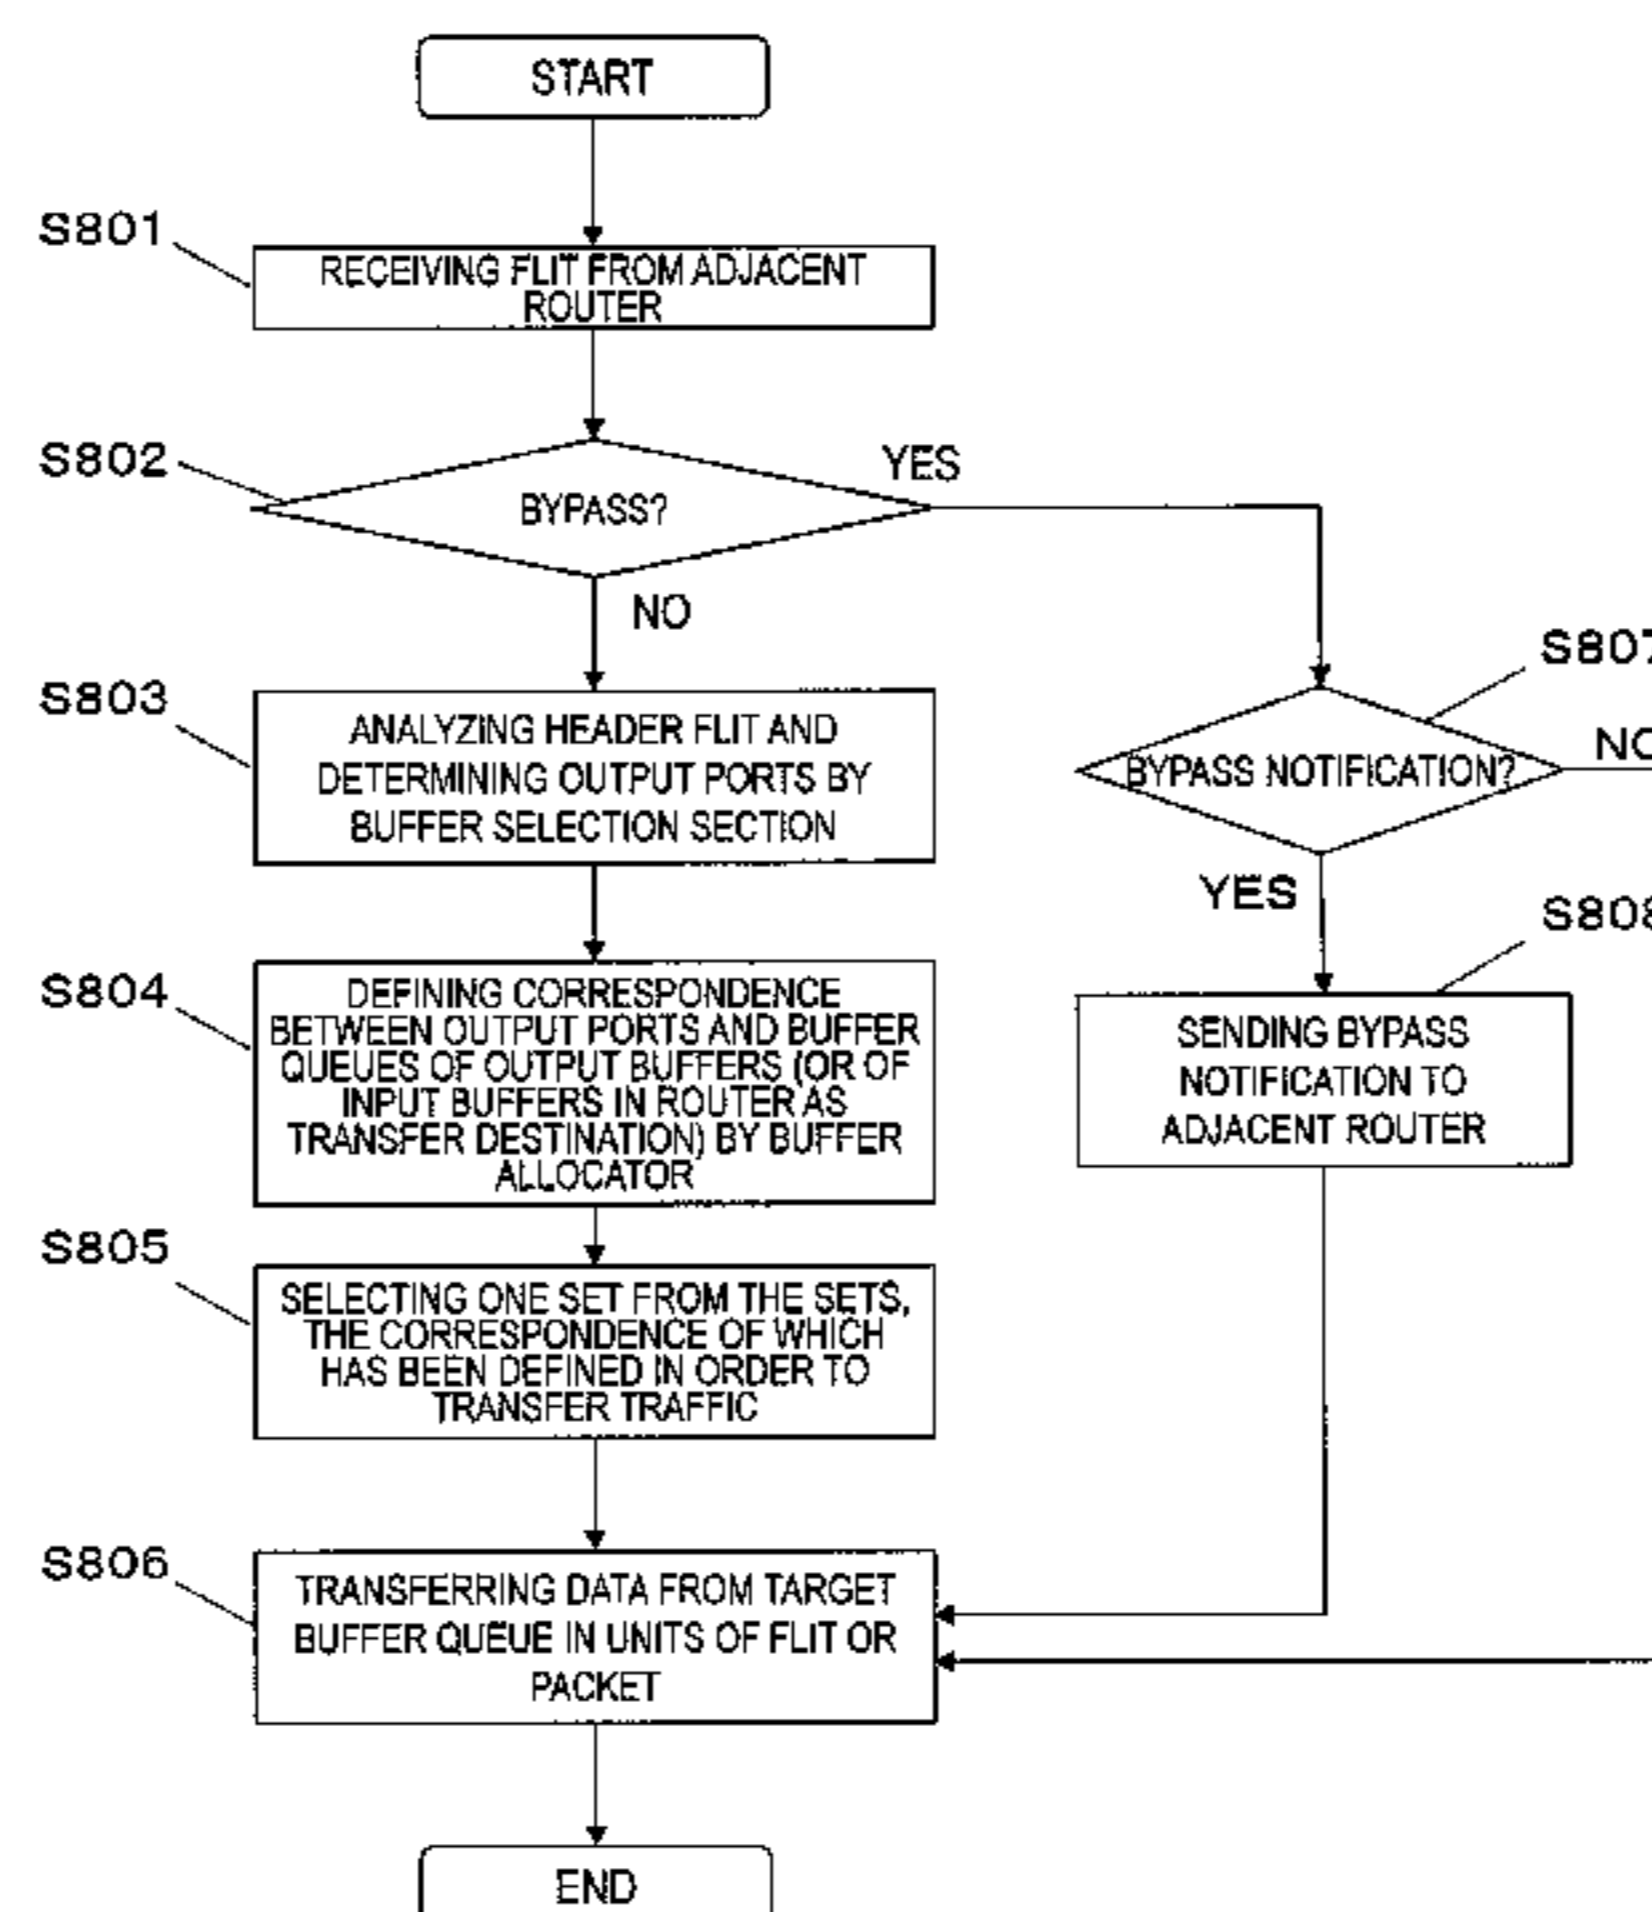 START
S801
RECEIVING FLIT FROM ADJACENT
ROUTER
S802
BYPASS?
YES
NO
S803
ANALYZING HEADER FLIT AND
DETERMINING OUTPUT PORTS BY
BUFFER SELECTION SECTION
S807
BYPASS NOTIFICATION?
NO
YES
S804
DEFINING CORRESPONDENCE
BETWEEN OUTPUT PORTS AND BUFFER
QUEUES OF OUTPUT BUFFERS (OR OF
INPUT BUFFERS IN ROUTER AS
TRANSFER DESTINATION) BY BUFFER
ALLOCATOR
S808
SENDING BYPASS
NOTIFICATION TO
ADJACENT ROUTER
S805
SELECTING ONE SET FROM THE SETS,
THE CORRESPONDENCE OF WHICH
HAS BEEN DEFINED IN ORDER TO
TRANSFER TRAFFIC
S806
TRANSFERRING DATA FROM TARGET
BUFFER QUEUE IN UNITS OF FLIT OR
PACKET
END